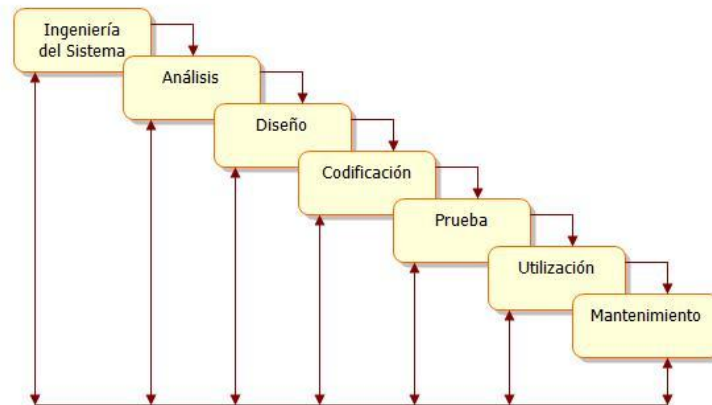 Ingeniería
del Sistema
Análisis
Diseño
Codificación
Prueba
Utilización
Mantenimiento